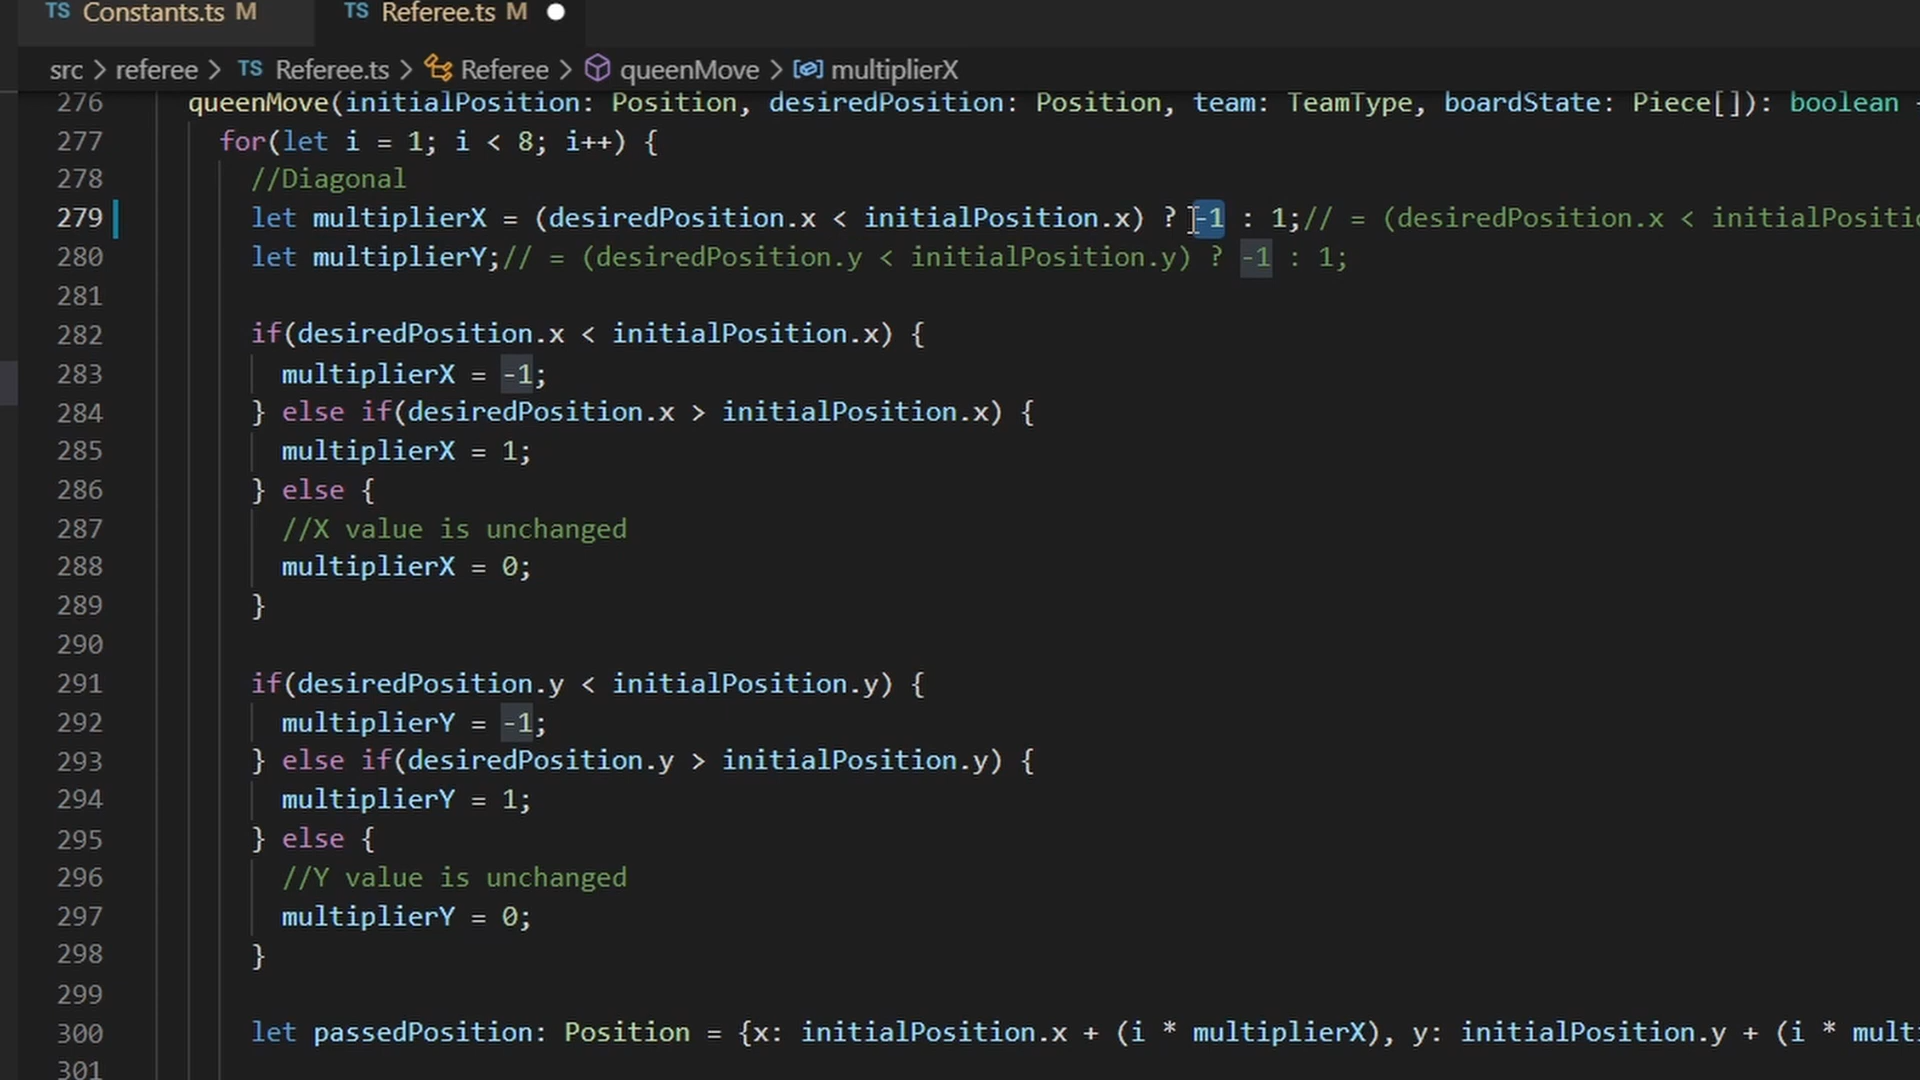 TS Constants.ts M TS Referee.ts M
src > referee > TS Referee.ts > Referee > queenMove > multiplierX
276 queenMove(initialPosition: Position, desiredPosition: Position, team: TeamType, boardState: Piece[]): boolean
277 for(let i = 1; i < 8; i++) {
278 //Diagonal
279 let multiplierX = (desiredPosition.x < initialPosition.x) ? -1 : 1;// = (desiredPosition.x < initialPositio
280 let multiplierY;// = (desiredPosition.y < initialPosition.y) ? -1 : 1;
281
282 if(desiredPosition.x < initialPosition.x) {
283 multiplierX = -1;
284 } else if(desiredPosition.x > initialPosition.x) {
285 multiplierX = 1;
286 } else {
287 //X value is unchanged
288 multiplierX = 0;
289 }
290
291 if(desiredPosition.y < initialPosition.y) {
292 multiplierY = -1;
293 } else if(desiredPosition.y > initialPosition.y) {
294 multiplierY = 1;
295 } else {
296 //Y value is unchanged
297 multiplierY = 0;
298 }
299
300 let passedPosition: Position = {x: initialPosition.x + (i * multiplierX), y: initialPosition.y + (i * mult
301